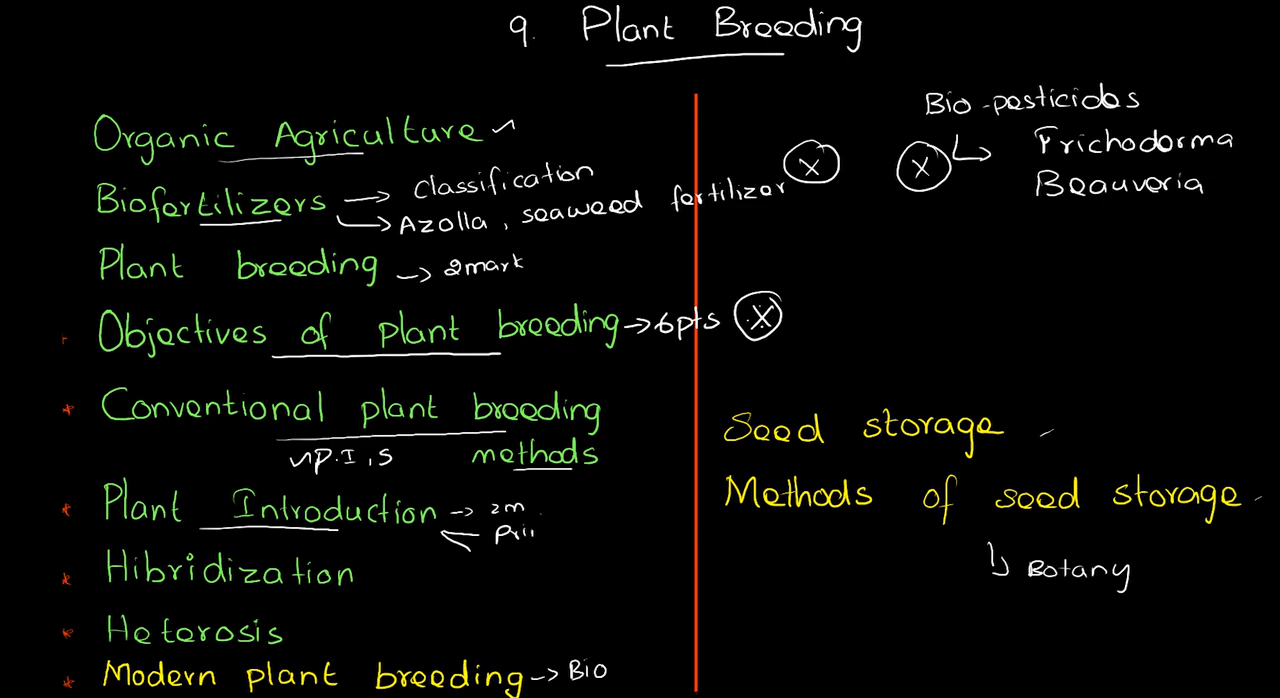 9. Plant Breeding
Organic Agriculture
Biofertilizers → Classification
→ Azolla, seaweed fertilizer X
Plant breeding → 2mark
Objectives of plant breeding → 6pts X
* Conventional plant breeding
P.I, S methods
* Plant Introduction → 2m
Pri
* Hibridization
* Heterosis
* Modern plant breeding → Bio
Bio-pesticides
X Trichoderma
Beauveria
Seed storage
Methods of seed storage
Botany